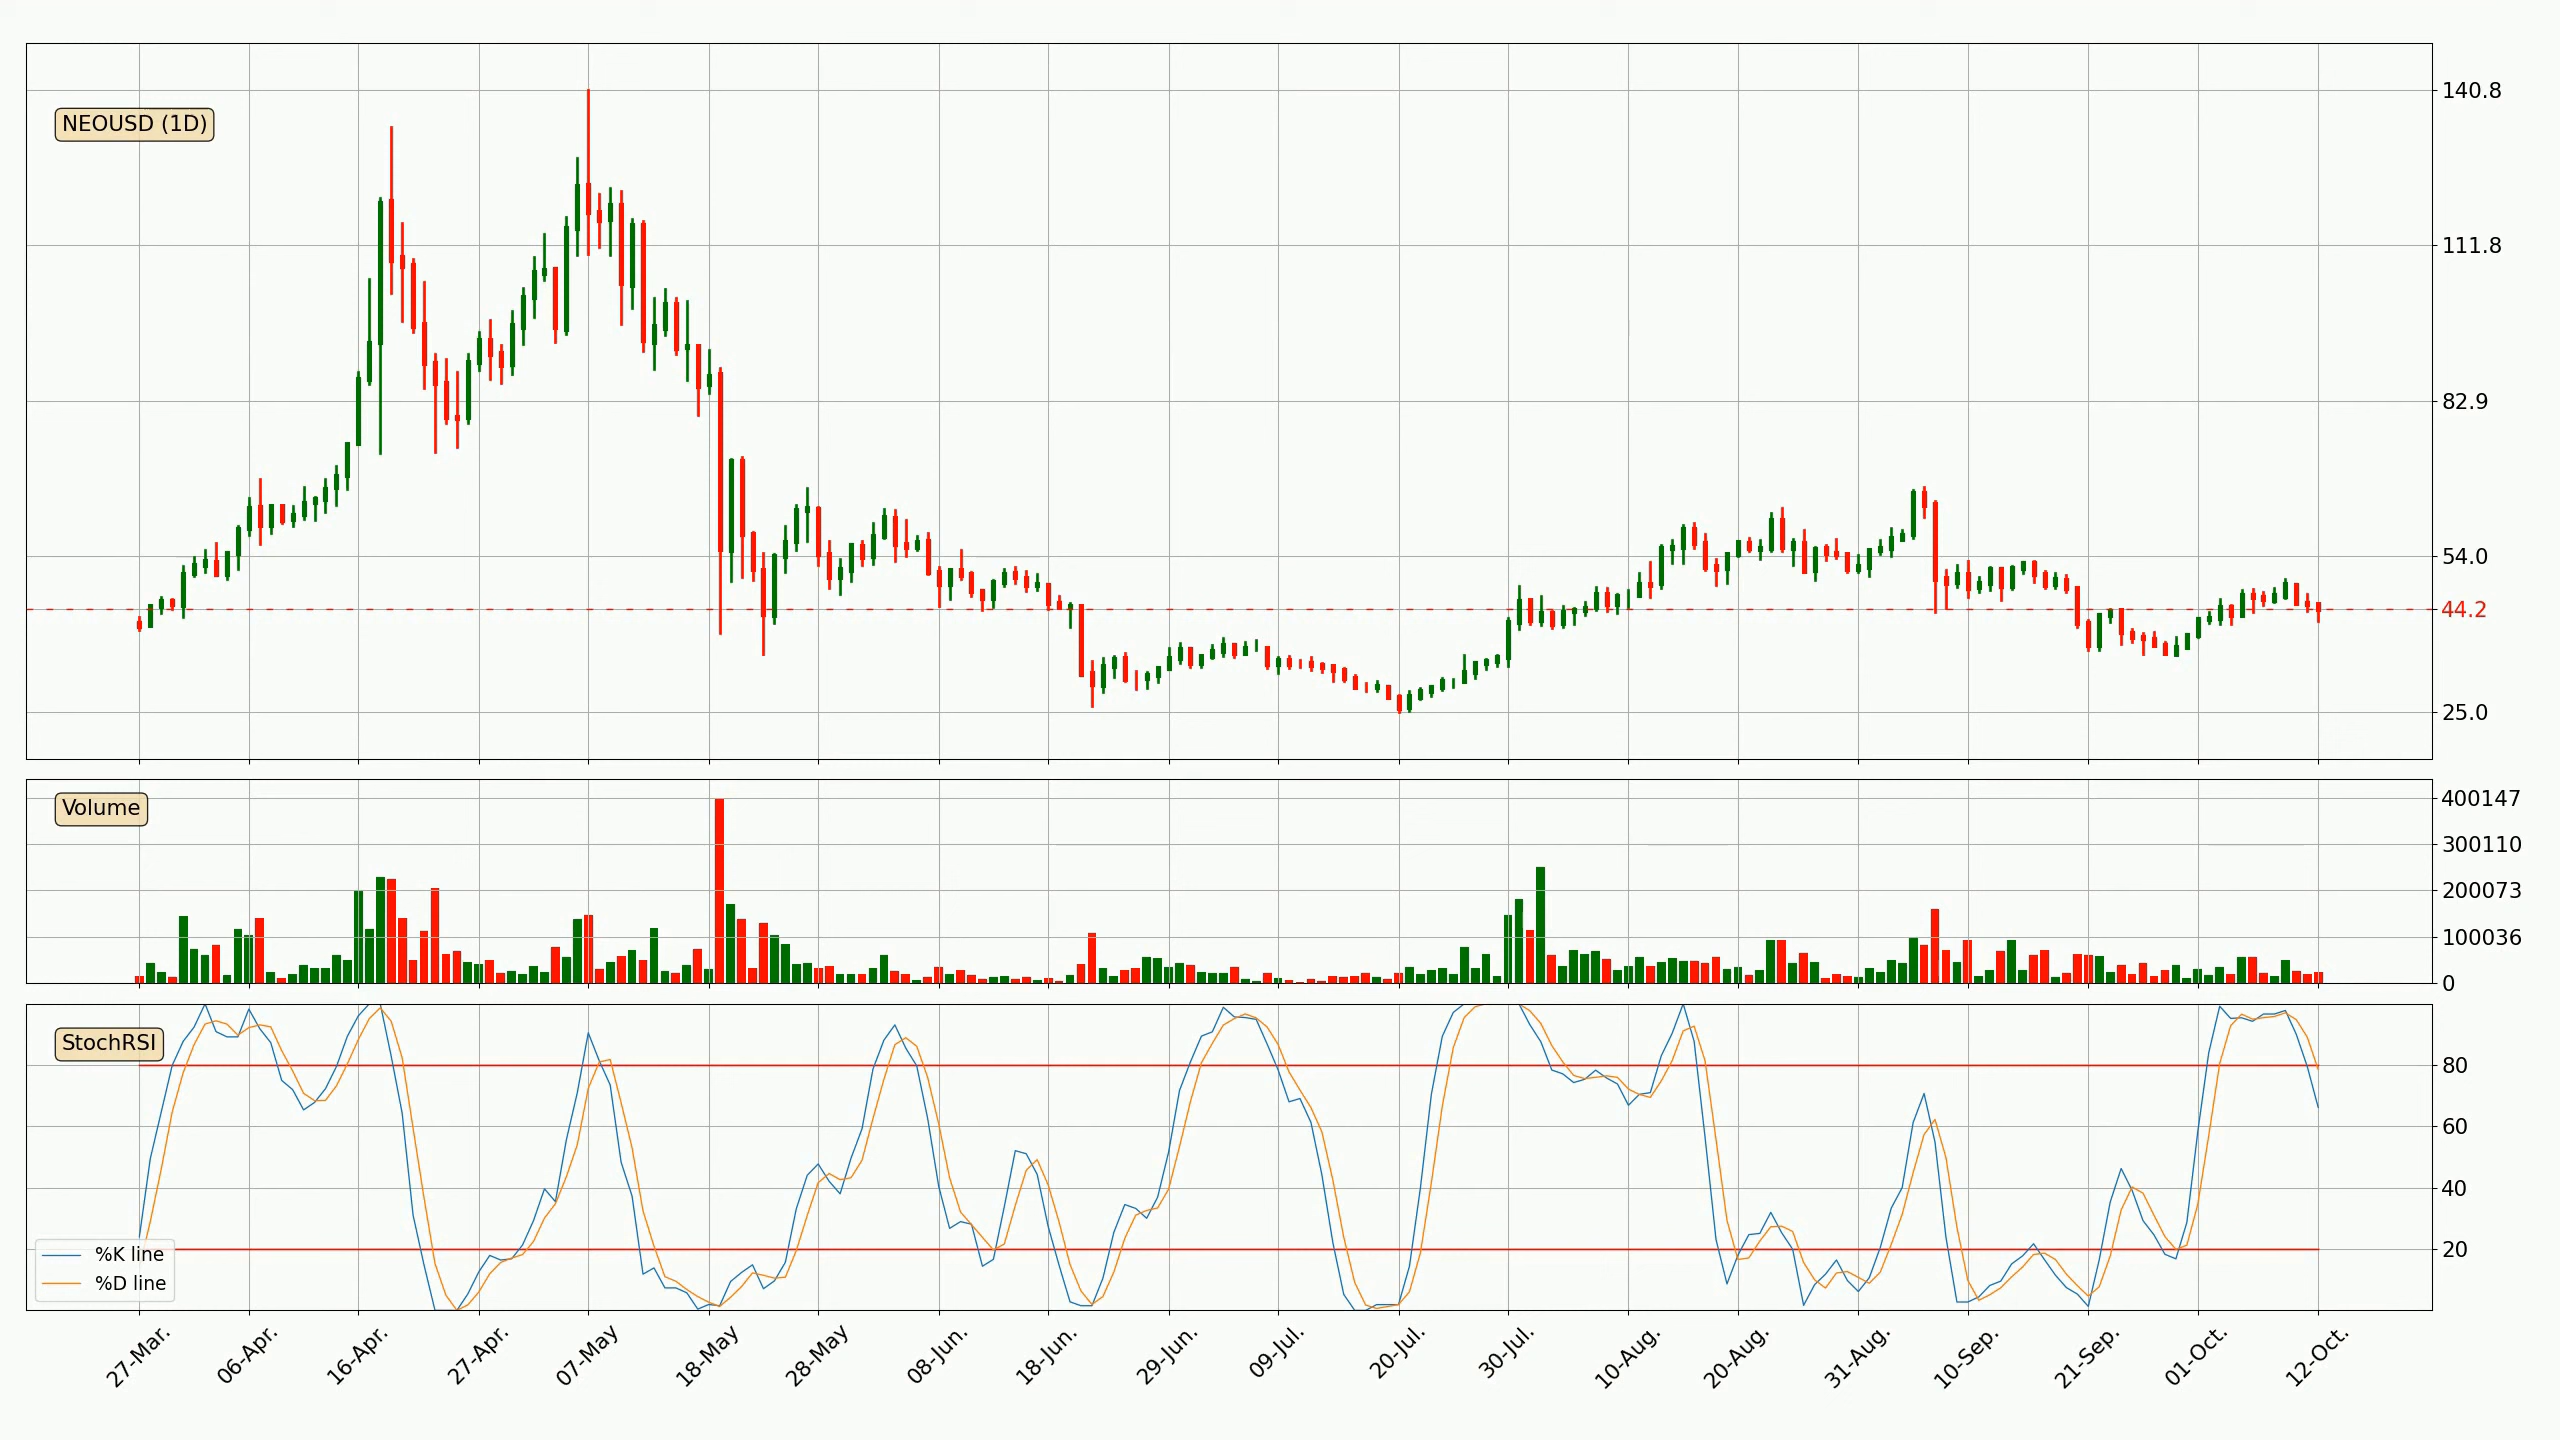 NEOUSD (1D)
140.8
111.8
82.9
54.0
44.2
25.0
Volume
400147
300110
200073
100036
0
StochRSI
80
60
40
20
%K line
%D line
27-Mar.
06-Apr.
16-Apr.
27-Apr.
07-May
18-May
28-May
08-Jun.
18-Jun.
29-Jun.
09-Jul.
20-Jul.
30-Jul.
10-Aug.
20-Aug.
31-Aug.
10-Sep.
21-Sep.
01-Oct.
12-Oct.